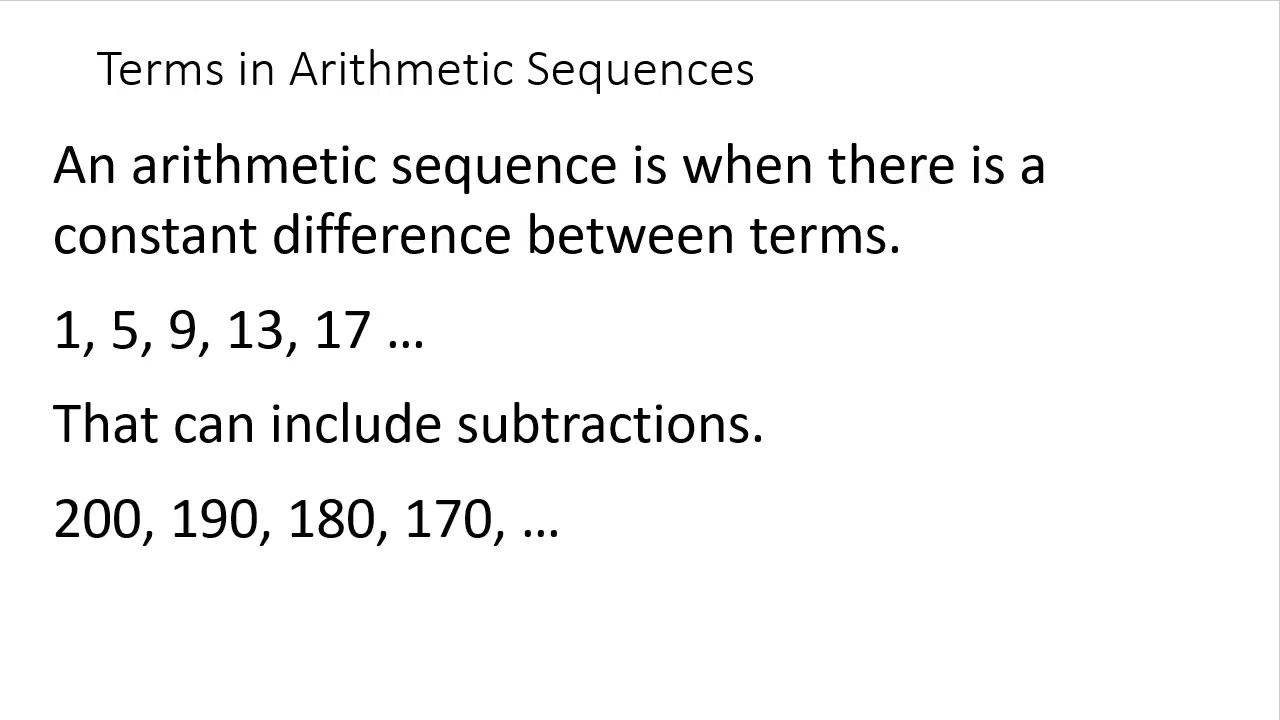 Terms in Arithmetic Sequences
An arithmetic sequence is when there is a
constant difference between terms.
1, 5, 9, 13, 17 …
That can include subtractions.
200, 190, 180, 170, …